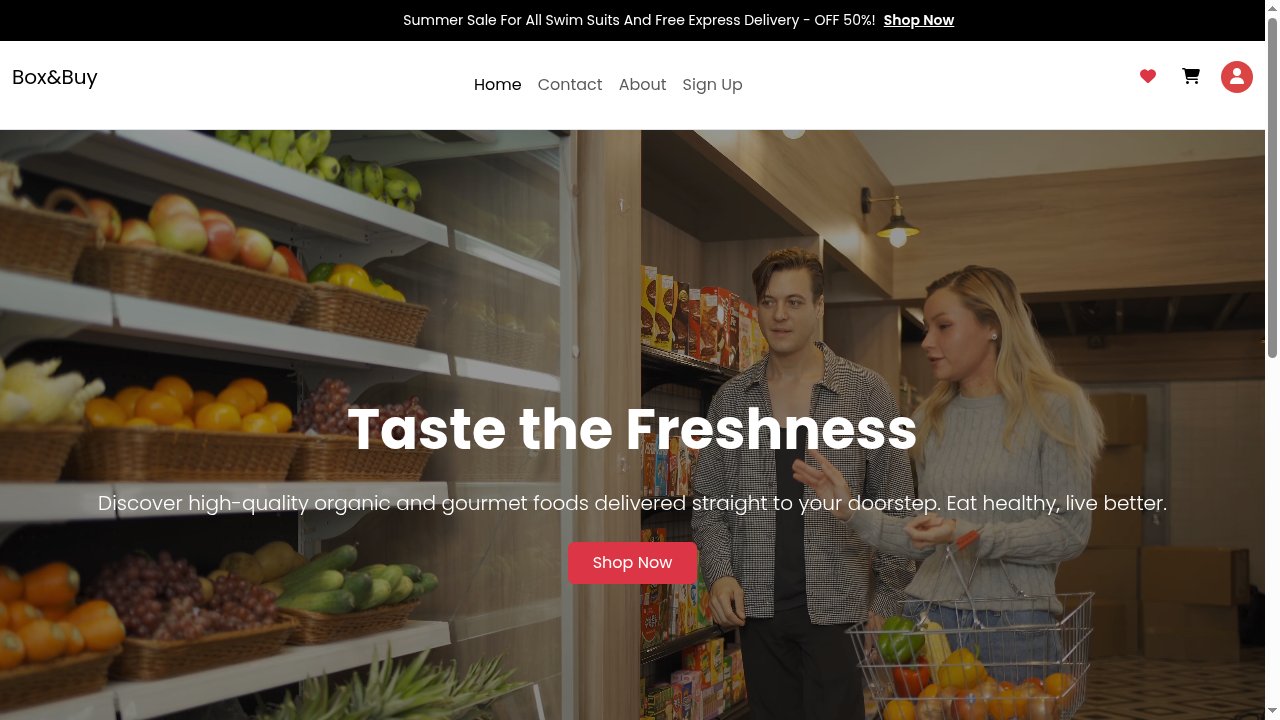 Summer Sale For All Swim Suits And Free Express Delivery - OFF 50%! Shop Now
Box&Buy
Home Contact About Sign Up
Taste the Freshness
Discover high-quality organic and gourmet foods delivered straight to your doorstep. Eat healthy, live better.
Shop Now